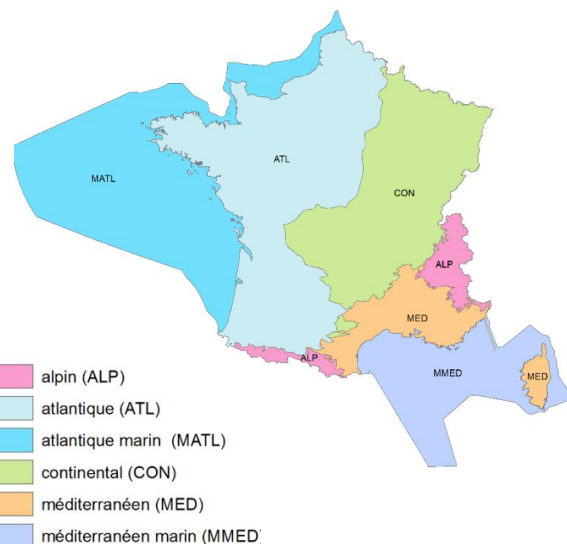 MATL
ATL
CON
ALP
MED
ALP
MMED
MED
alpin (ALP)
atlantique (ATL)
atlantique marin (MATL)
continental (CON)
méditerranéen (MED)
méditerranéen marin (MMED)